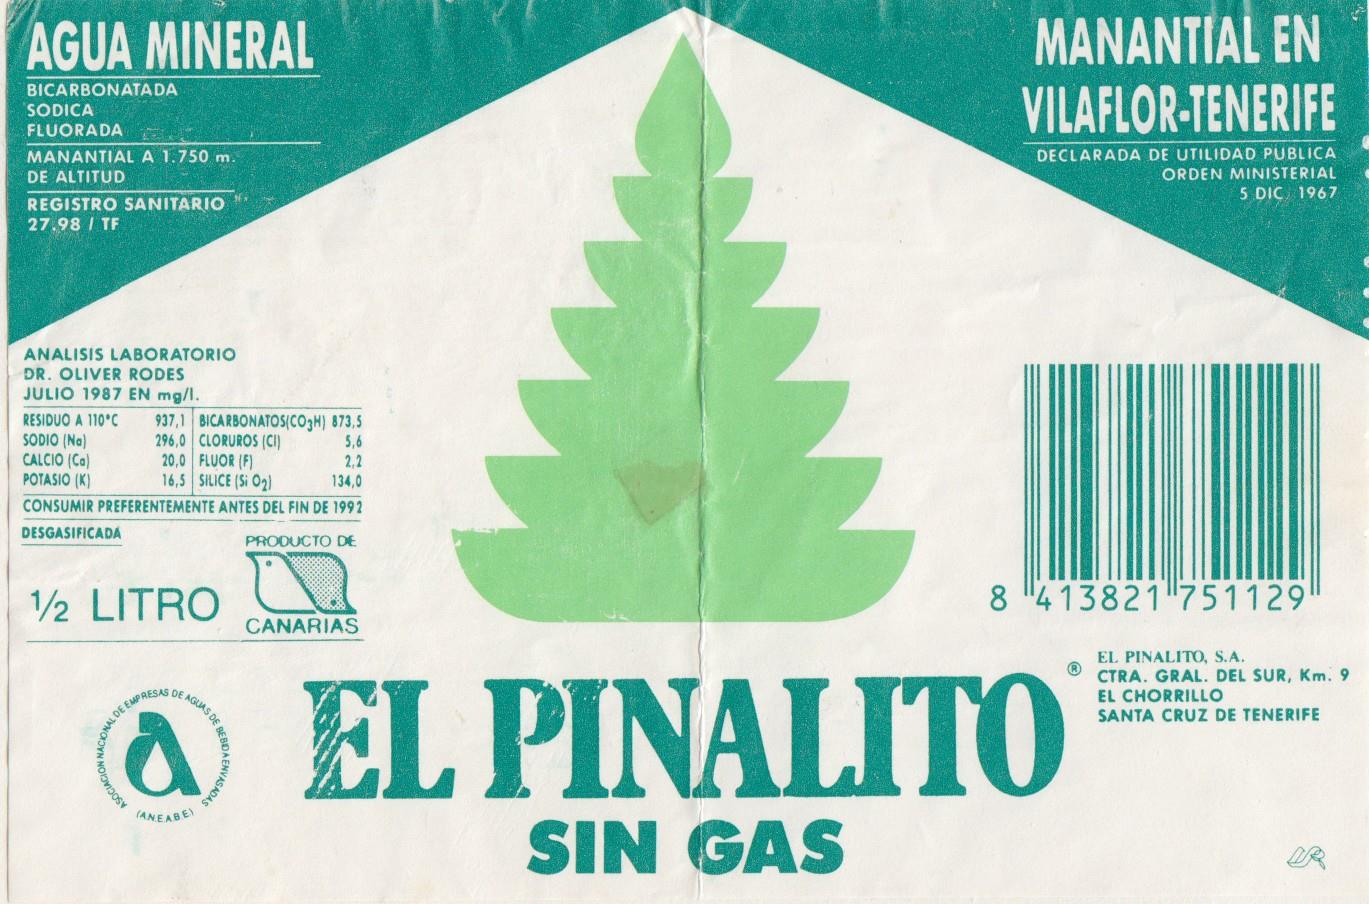 AGUA MINERAL
BICARBONATADA
SODICA
FLUORADA
MANANTIAL A 1.750 m.
DE ALTITUD
REGISTRO SANITARIO
27.98 / TF
MANANTIAL EN
VILAFLOR-TENERIFE
DECLARADA DE UTILIDAD PUBLICA
ORDEN MINISTERIAL
5 DIC. 1967
ANALISIS LABORATORIO
DR. OLIVER RODES
JULIO 1987 EN mg/l.
RESIDUO A 110°C 937,1 BICARBONATOS(CO3H) 873,5
SODIO (Na) 296,0 CLORUROS (Cl) 5,6
CALCIO (Ca) 20,0 FLUOR (F) 2,2
POTASIO (K) 16,5 SILICE (Si O2) 134,0
CONSUMIR PREFERENTEMENTE ANTES DEL FIN DE 1992
DESGASIFICADA
PRODUCTO DE
CANARIAS
1/2 LITRO
8 413821 751129
EL PINALITO, S.A.
CTRA. GRAL. DEL SUR, Km. 9
EL CHORRILLO
SANTA CRUZ DE TENERIFE
ASOCIACION NACIONAL DE EMPRESAS DE AGUAS DE BEBIDA ENVASADAS
(A.N.E.A.B.E.)
a
EL PINALITO ®
SIN GAS